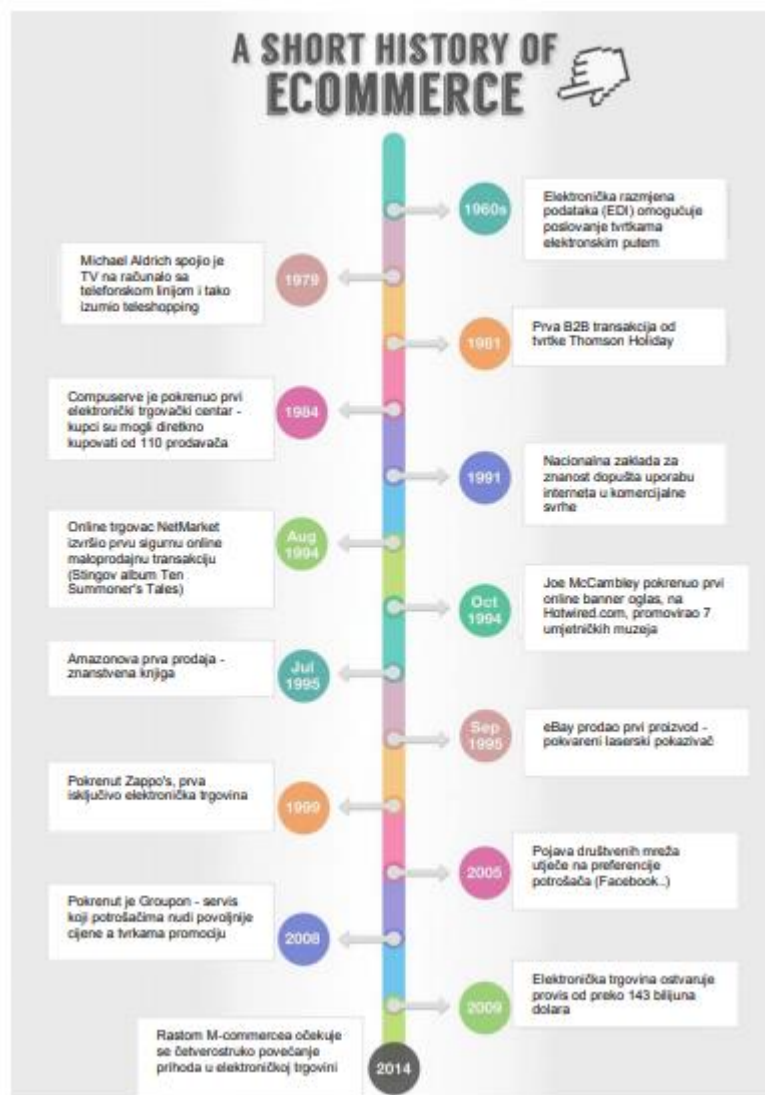 A SHORT HISTORY OF
ECOMMERCE
1960s
Elektronička razmjena
podataka (EDI) omogućuje
poslovanje tvrtkama
elektronskim putem
Michael Aldrich spojio je
TV na računalo sa
telefonskom linijom i tako
izumio teleshopping
1979
1981
Prva B2B transakcija od
tvrtke Thomson Holiday
Compuserve je pokrenuo prvi
elektronički trgovački centar -
kupci su mogli diretkno
kupovati od 110 prodavača
1984
1991
Nacionalna zaklada za
znanost dopušta uporabu
interneta u komercijalne
svrhe
Online trgovac NetMarket
izvršio prvu sigurnu online
maloprodajnu transakciju
(Stingov album Ten
Summoner's Tales)
Aug
1994
Oct
1994
Joe McCambley pokrenuo prvi
online banner oglas, na
Hotwired.com, promovirao 7
umjetničkih muzeja
Amazonova prva prodaja -
znanstvena knjiga
Jul
1995
Sep
1995
eBay prodao prvi proizvod -
pokvareni laserski pokazivač
Pokrenut Zappo's, prva
isključivo elektronička trgovina
1999
2005
Pojava društvenih mreža
utječe na preferencije
potrošača (Facebook..)
Pokrenut je Groupon - servis
koji potrošačima nudi povoljnije
cijene a tvrkama promociju
2008
2009
Elektronička trgovina ostvaruje
provis od preko 143 bilijuna
dolara
Rastom M-commercea očekuje
se četverostruko povećanje
prihoda u elektroničkoj trgovini
2014